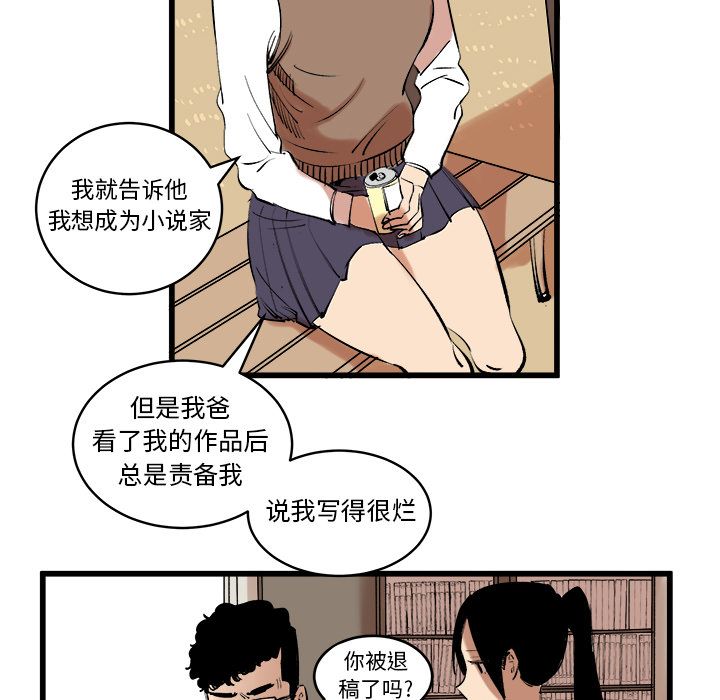 我就告诉他
我想成为小说家
但是我爸
看了我的作品后
总是责备我
说我写得很烂
你被退
稿了吗?